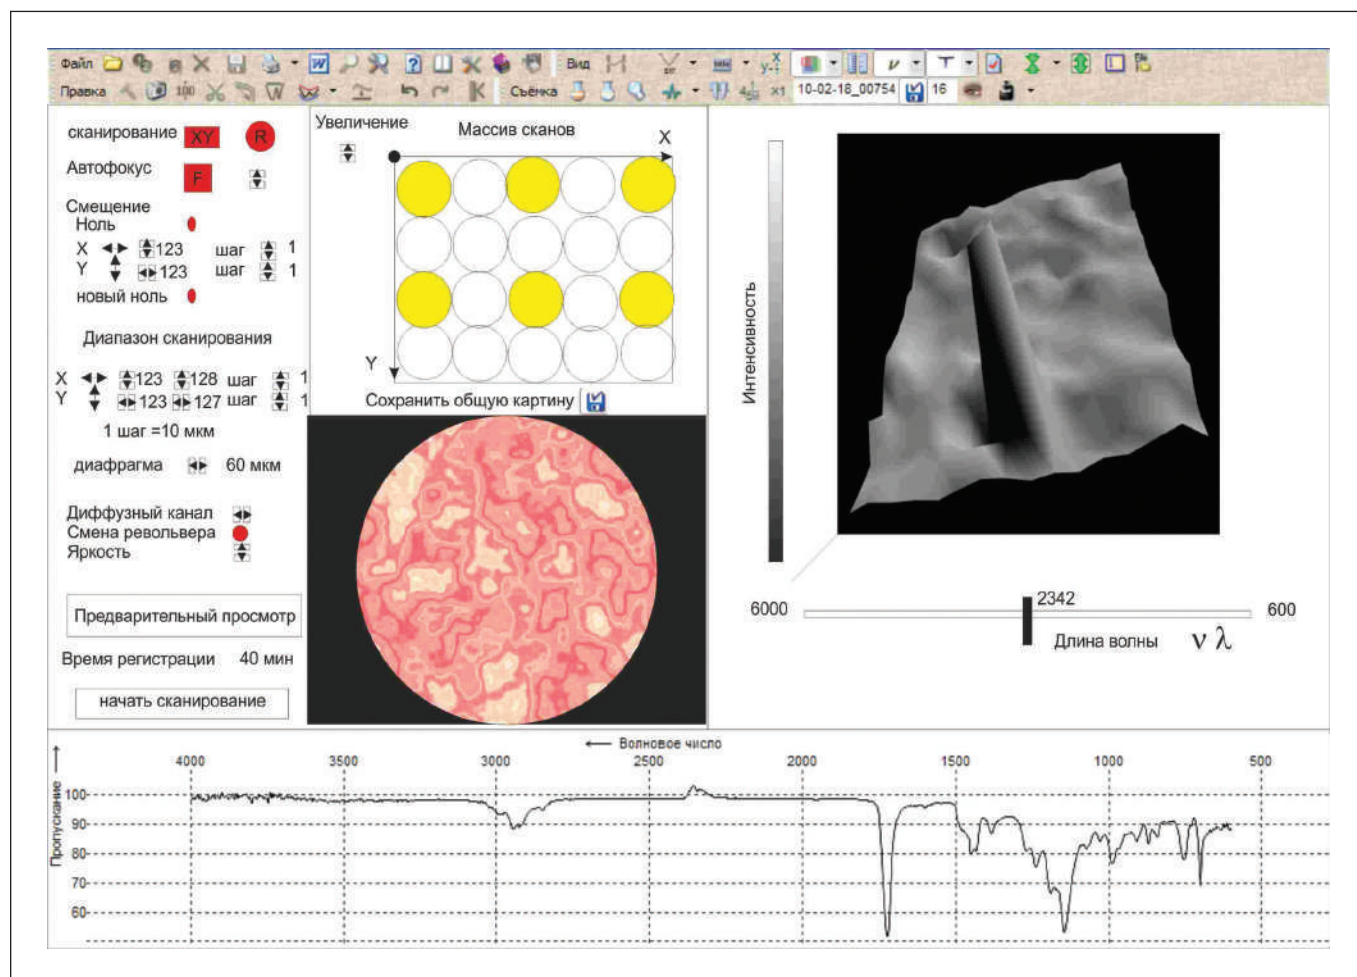 Файл
Вид
Правка
100
Съёмка
x1
10-02-18_00754
16
сканирование XY R
Автофокус F
Смещение
Ноль
X 123 шаг 1
Y 123 шаг 1
новый ноль
Диапазон сканирования
X 123 128 шаг 1
Y 123 127 шаг 1
1 шаг =10 мкм
диафрагма 60 мкм
Диффузный канал
Смена револьвера
Яркость
Предварительный просмотр
Время регистрации 40 мин
начать сканирование
Увеличение
Массив сканов
X
Y
Сохранить общую картину
Интенсивность
6000
2342
600
Длина волны ν λ
Волновое число
4000 3500 3000 2500 2000 1500 1000 500
Пропускание
100
90
80
70
60